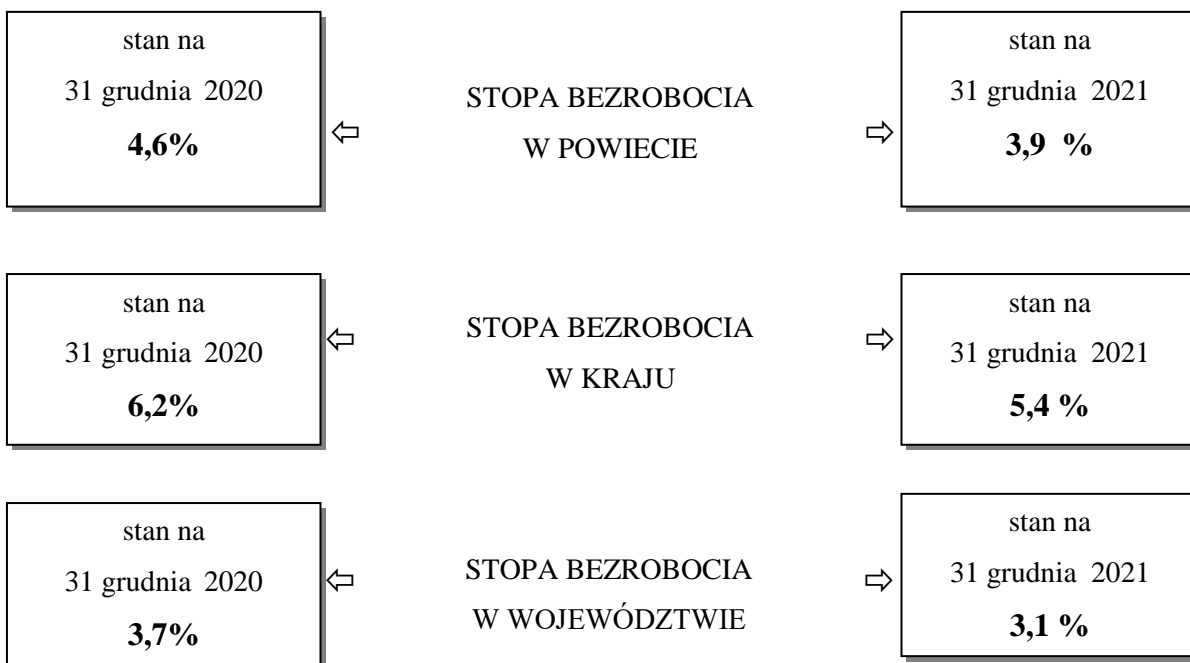 stan na
31 grudnia 2020
4,6%
STOPA BEZROBOCIA
W POWIECIE
stan na
31 grudnia 2021
3,9 %
stan na
31 grudnia 2020
6,2%
STOPA BEZROBOCIA
W KRAJU
stan na
31 grudnia 2021
5,4 %
stan na
31 grudnia 2020
3,7%
STOPA BEZROBOCIA
W WOJEWÓDZTWIE
stan na
31 grudnia 2021
3,1 %